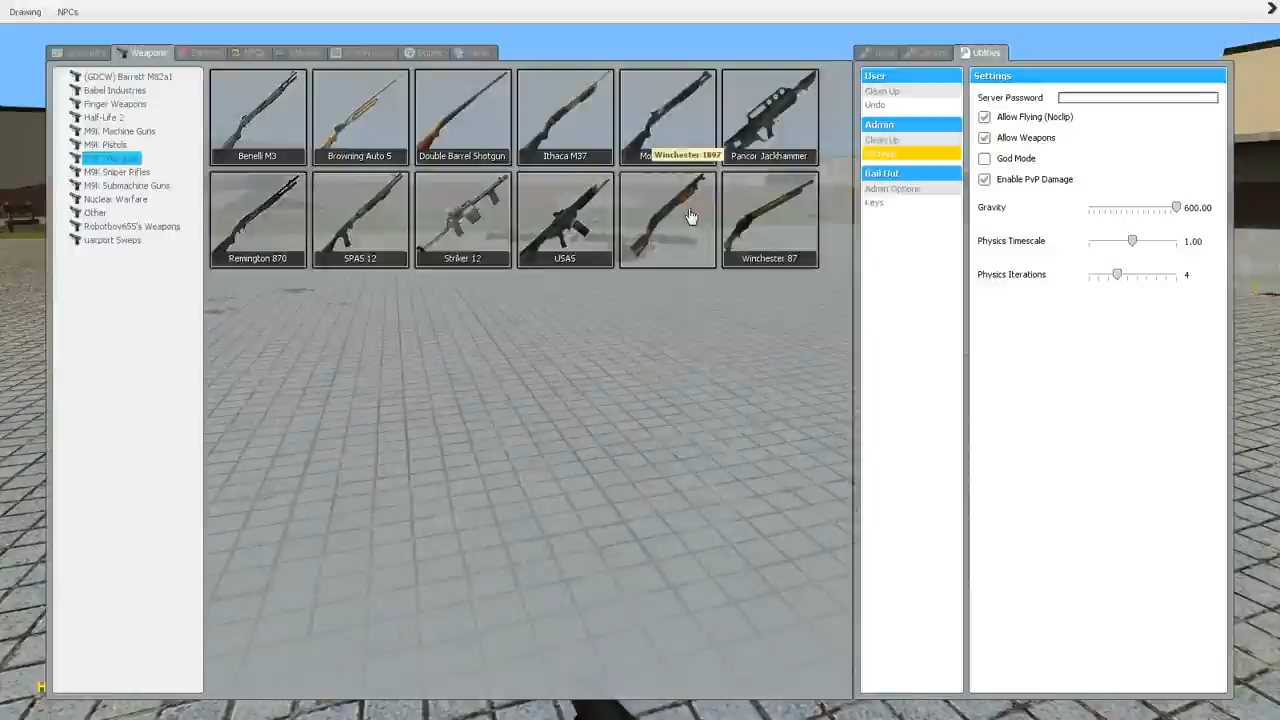 Drawing NPCs
Weapons
Utilities
(GDCW) Barrett M82a1
Babel Industries
Finger Weapons
Half-Life 2
M9k Machine Guns
M9k Pistols
M9k Sniper Rifles
M9k Submachine Guns
Nuclear Warfare
Other
Robotboy655's Weapons
uacport Sweps
Benelli M3
Browning Auto 5
Double Barrel Shotgun
Ithaca M37
Winchester 1897
Pancor Jackhammer
Remington 870
SPAS 12
Striker 12
USAS
Winchester 87
User
Clean Up
Undo
Admin
Clean Up
Settings
Bail Out
Admin Options
Keys
Settings
Server Password
Allow Flying (Noclip)
Allow Weapons
God Mode
Enable PvP Damage
Gravity 600.00
Physics Timescale 1.00
Physics Iterations 4
H